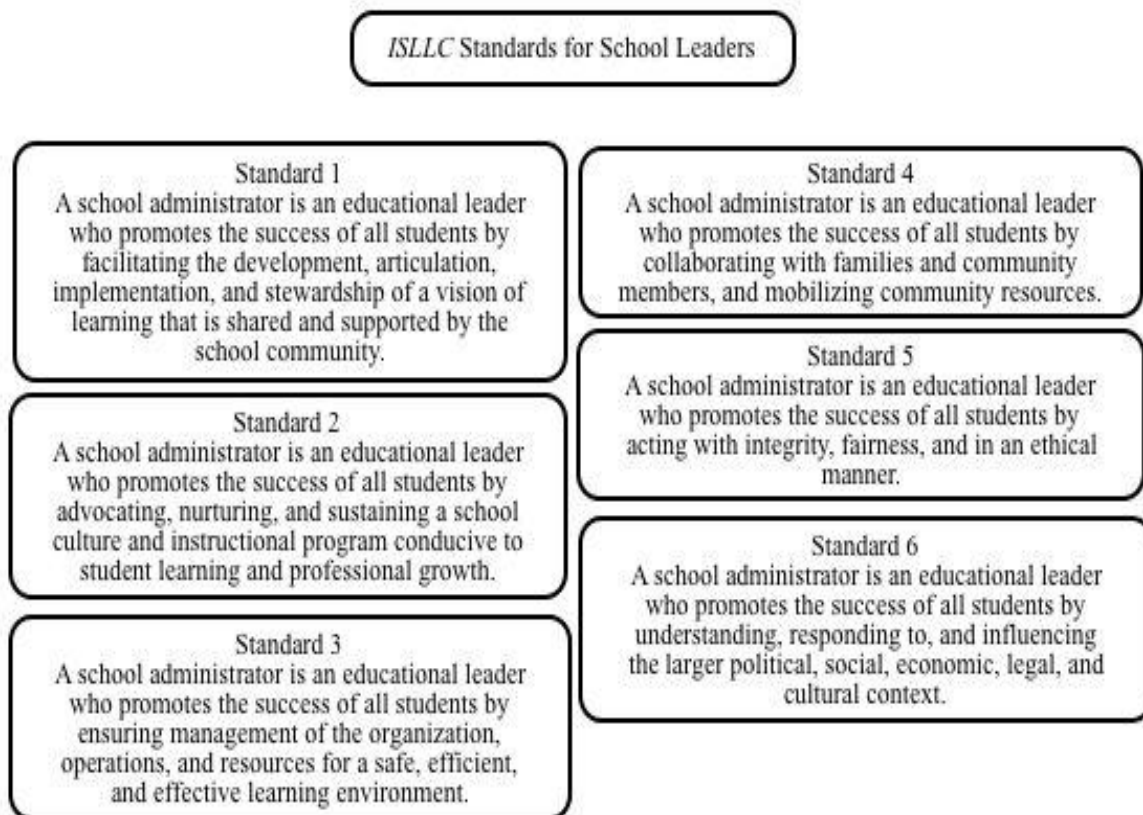 ISLLC Standards for School Leaders
Standard 1
A school administrator is an educational leader
who promotes the success of all students by
facilitating the development, articulation,
implementation, and stewardship of a vision of
learning that is shared and supported by the
school community.
Standard 2
A school administrator is an educational leader
who promotes the success of all students by
advocating, nurturing, and sustaining a school
culture and instructional program conducive to
student learning and professional growth.
Standard 3
A school administrator is an educational leader
who promotes the success of all students by
ensuring management of the organization,
operations, and resources for a safe, efficient,
and effective learning environment.
Standard 4
A school administrator is an educational leader
who promotes the success of all students by
collaborating with families and community
members, and mobilizing community resources.
Standard 5
A school administrator is an educational leader
who promotes the success of all students by
acting with integrity, fairness, and in an ethical
manner.
Standard 6
A school administrator is an educational leader
who promotes the success of all students by
understanding, responding to, and influencing
the larger political, social, economic, legal, and
cultural context.